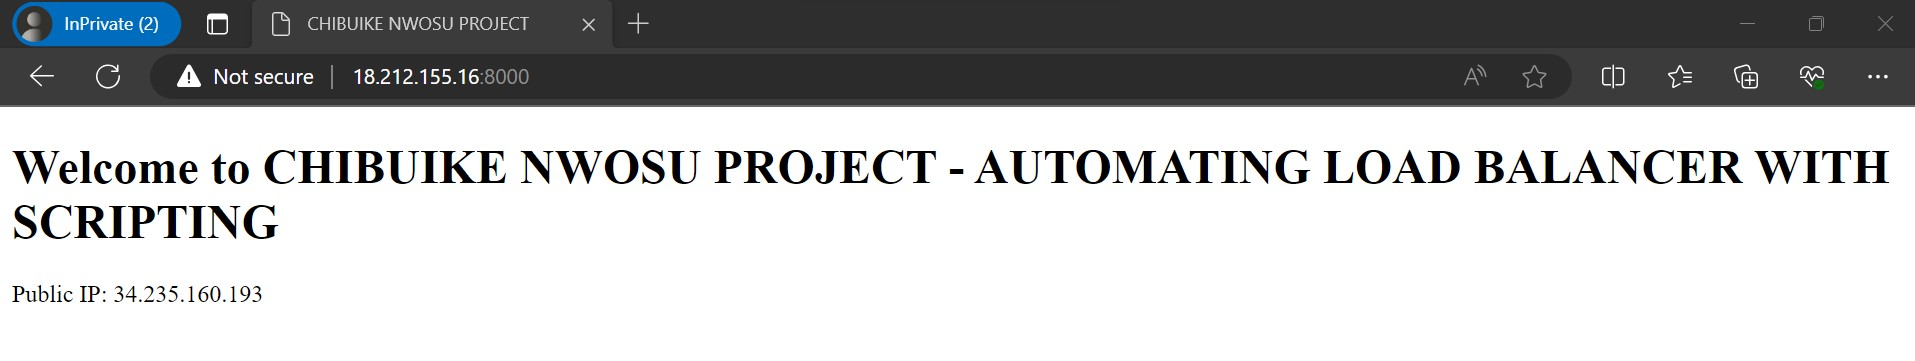 InPrivate (2)
CHIBUIKE NWOSU PROJECT
Not secure
18.212.155.16:8000
Welcome to CHIBUIKE NWOSU PROJECT - AUTOMATING LOAD BALANCER WITH
SCRIPTING
Public IP: 34.235.160.193